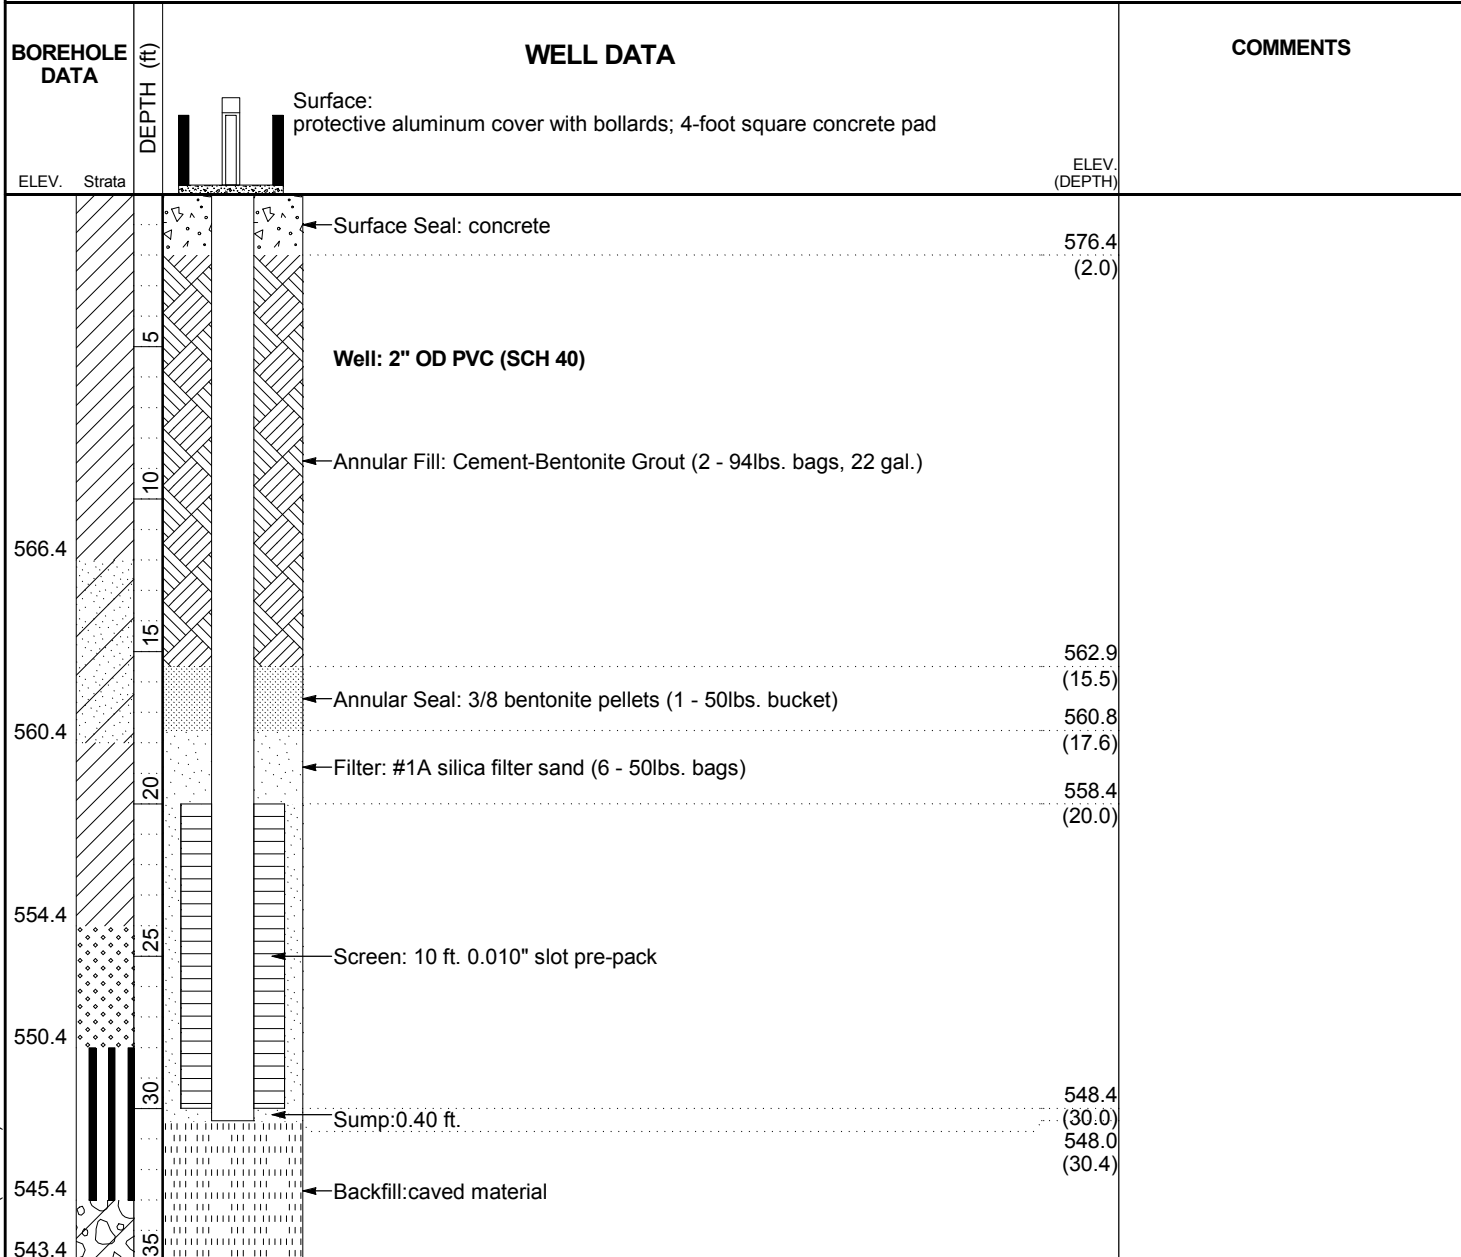 BOREHOLE
DATA
DEPTH (ft)
WELL DATA
COMMENTS
Surface:
protective aluminum cover with bollards; 4-foot square concrete pad
ELEV.
Strata
ELEV.
(DEPTH)
Surface Seal: concrete
576.4
(2.0)
5
Well: 2" OD PVC (SCH 40)
Annular Fill: Cement-Bentonite Grout (2 - 94lbs. bags, 22 gal.)
10
566.4
15
562.9
(15.5)
Annular Seal: 3/8 bentonite pellets (1 - 50lbs. bucket)
560.8
560.4
(17.6)
Filter: #1A silica filter sand (6 - 50lbs. bags)
20
558.4
(20.0)
554.4
25
Screen: 10 ft. 0.010" slot pre-pack
550.4
30
548.4
(30.0)
Sump:0.40 ft.
548.0
(30.4)
545.4
Backfill:caved material
35
543.4